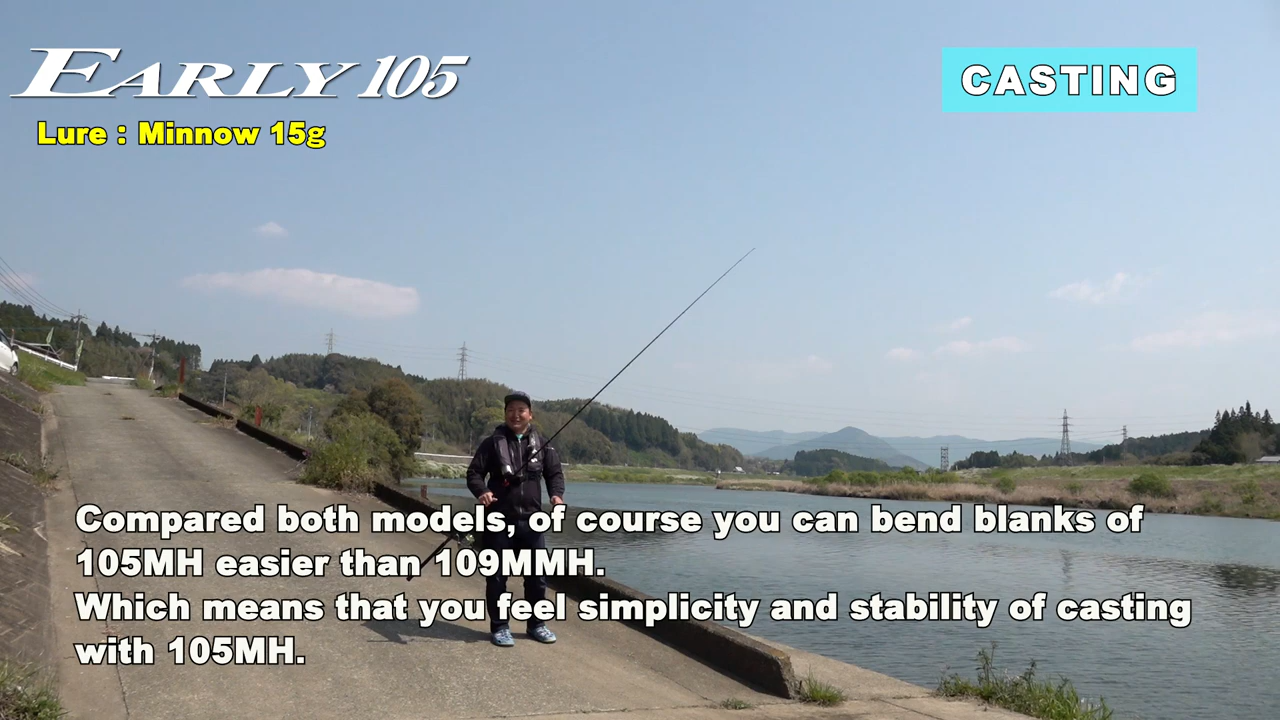 EARLY 105
CASTING
Lure : Minnow 15g
Compared both models, of course you can bend blanks of
105MH easier than 109MMH.
Which means that you feel simplicity and stability of casting
with 105MH.